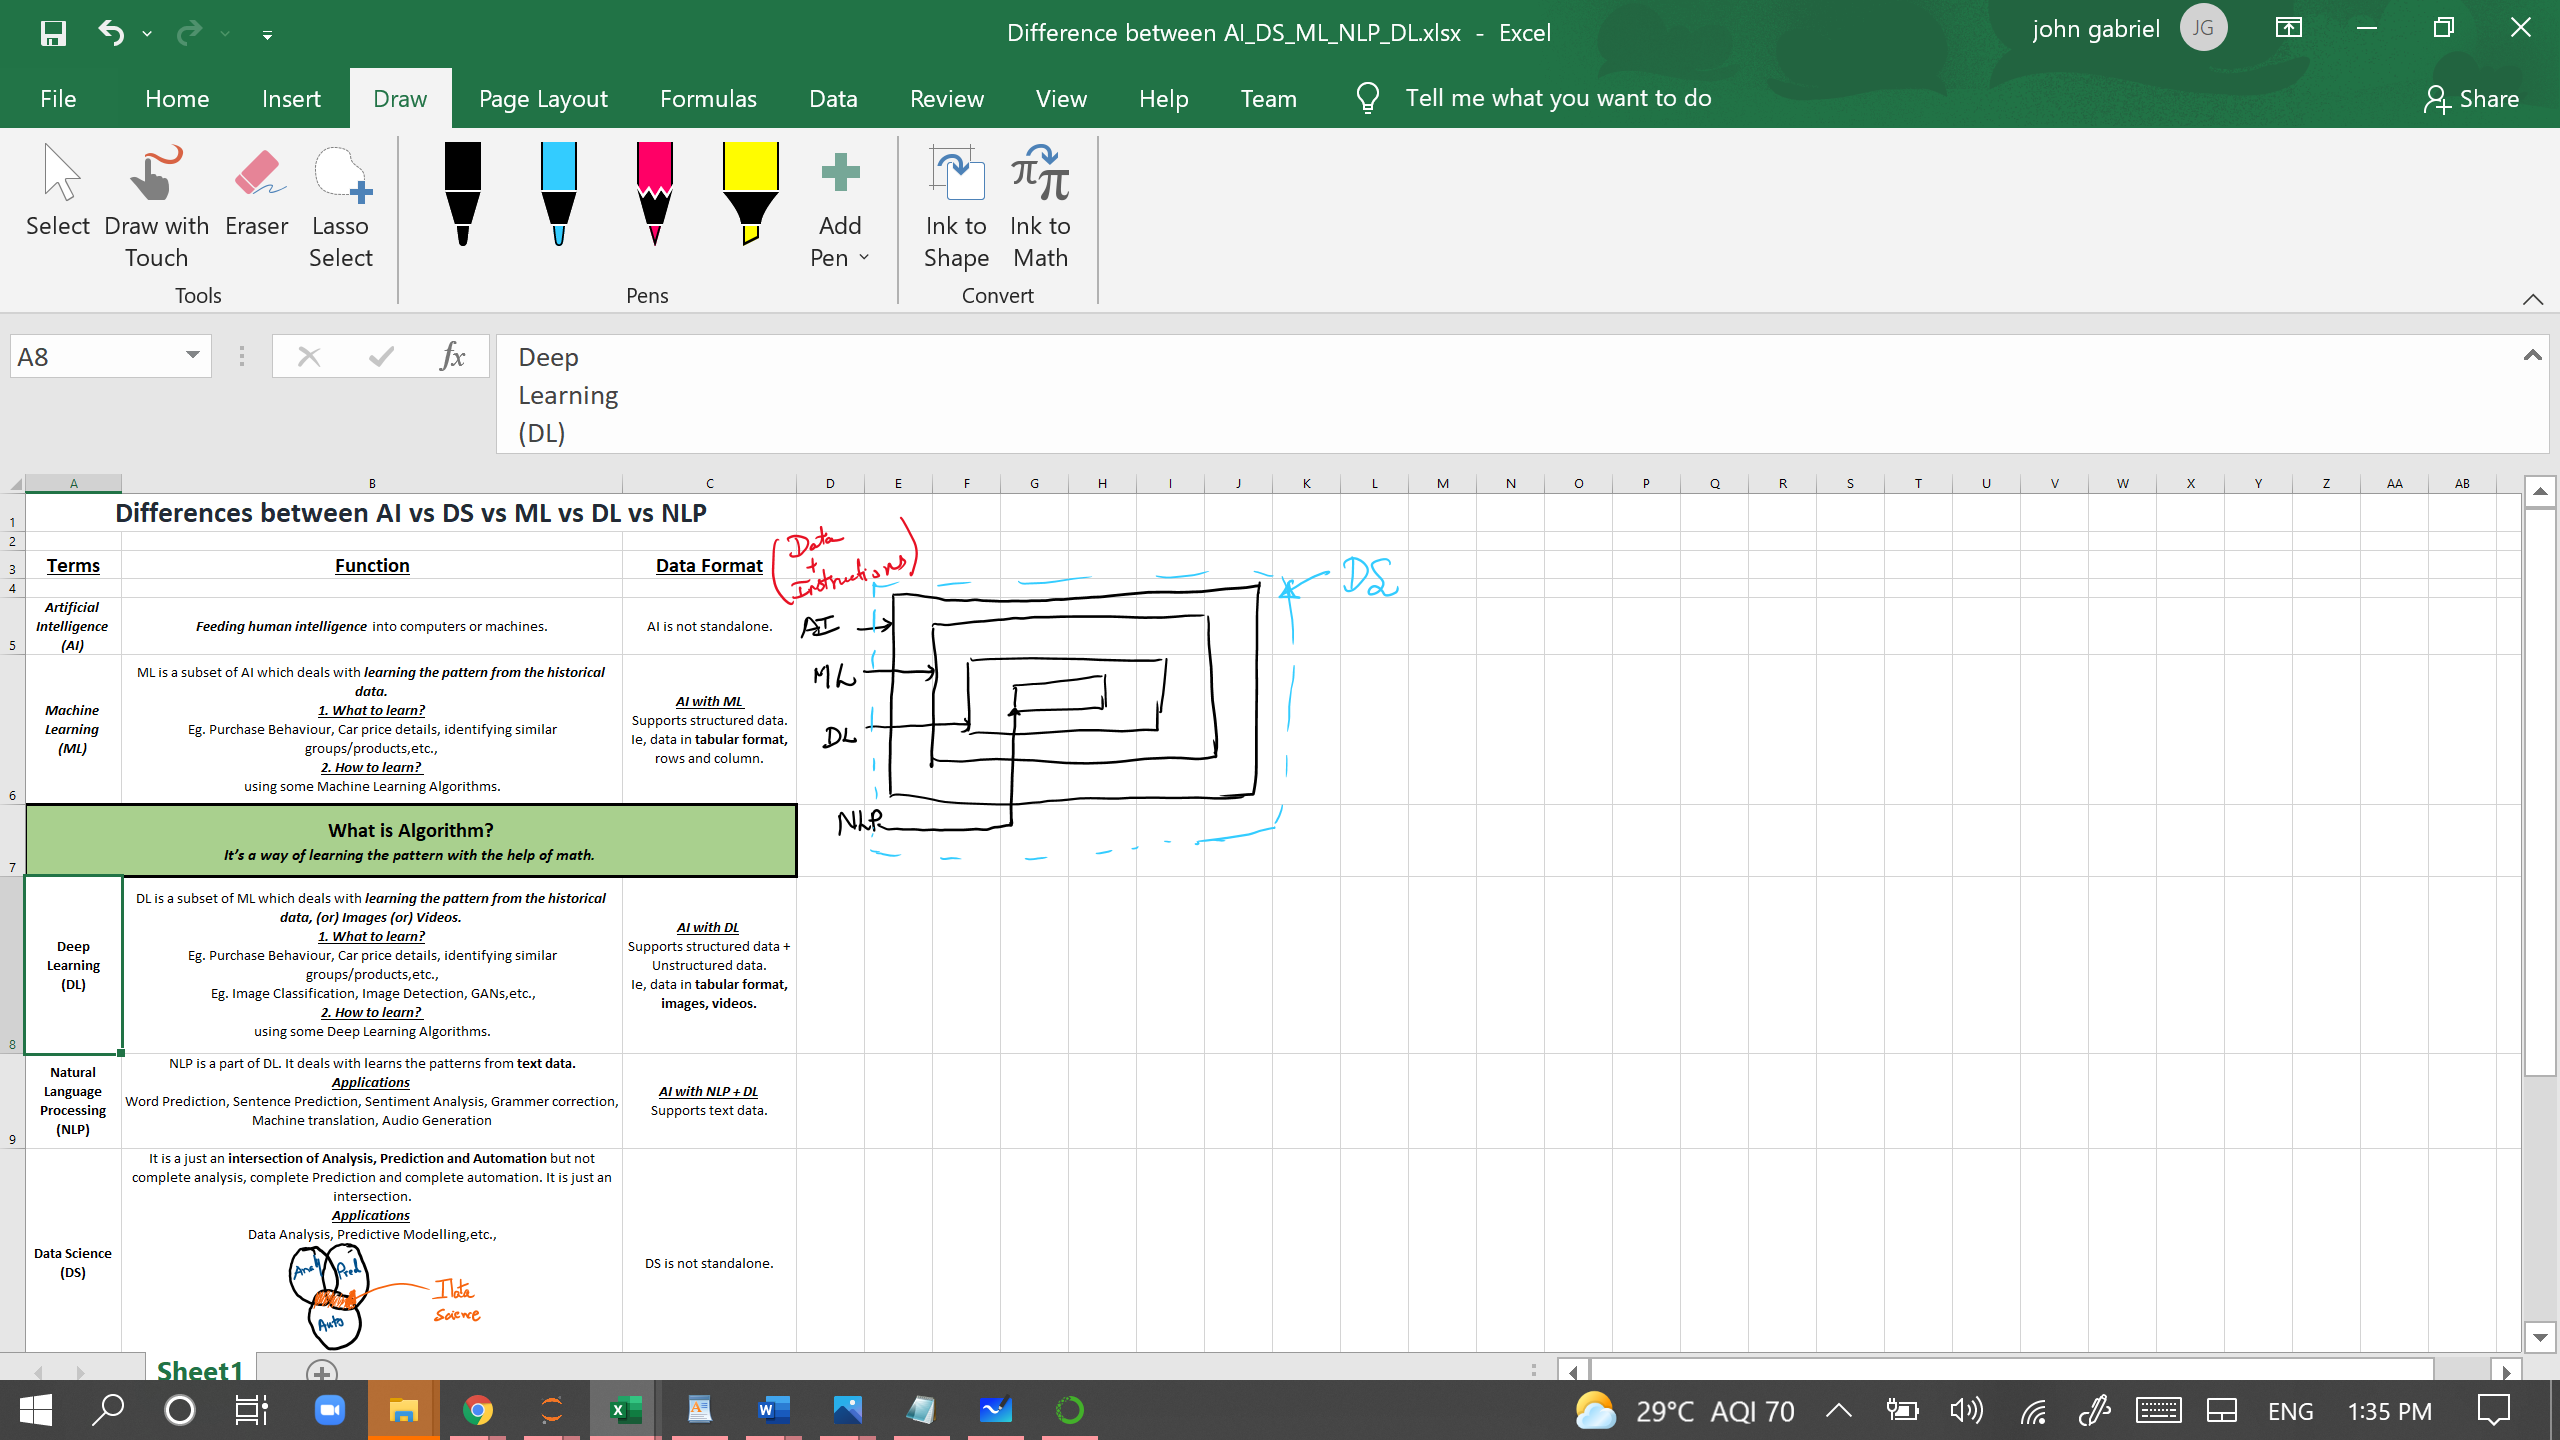 Difference between AI_DS_ML_NLP_DL.xlsx - Excel
john gabriel JG
File Home Insert Draw Page Layout Formulas Data Review View Help Team Tell me what you want to do Share
Select
Draw with
Touch
Eraser
Lasso
Select
Add
Pen
Ink to
Shape
Ink to
Math
Tools Pens Convert
A8 fx
Deep
Learning
(DL)
A B C D E F G H I J K L M N O P Q R S T U V W X Y Z AA AB
1 Differences between AI vs DS vs ML vs DL vs NLP
2
3 Terms Function Data Format
(Data
+
Instructions)
DS
4
Artificial
Intelligence
(AI)
5
Feeding human intelligence into computers or machines.
AI is not standalone.
AI
Machine
Learning
(ML)
6
ML is a subset of AI which deals with learning the pattern from the historical
data.
1. What to learn?
Eg. Purchase Behaviour, Car price details, identifying similar
groups/products,etc.,
2. How to learn?
using some Machine Learning Algorithms.
AI with ML
Supports structured data.
Ie, data in tabular format,
rows and column.
ML
DL
NLP
What is Algorithm?
It's a way of learning the pattern with the help of math.
7
Deep
Learning
(DL)
8
DL is a subset of ML which deals with learning the pattern from the historical
data, (or) Images (or) Videos.
1. What to learn?
Eg. Purchase Behaviour, Car price details, identifying similar
groups/products,etc.,
Eg. Image Classification, Image Detection, GANs,etc.,
2. How to learn?
using some Deep Learning Algorithms.
AI with DL
Supports structured data +
Unstructured data.
Ie, data in tabular format,
images, videos.
Natural
Language
Processing
(NLP)
9
NLP is a part of DL. It deals with learns the patterns from text data.
Applications
Word Prediction, Sentence Prediction, Sentiment Analysis, Grammer correction,
Machine translation, Audio Generation
AI with NLP + DL
Supports text data.
Data Science
(DS)
It is a just an intersection of Analysis, Prediction and Automation but not
complete analysis, complete Prediction and complete automation. It is just an
intersection.
Applications
Data Analysis, Predictive Modelling,etc.,
Pred
Auto
Data
Science
DS is not standalone.
Sheet1
29°C AQI 70 ENG 1:35 PM